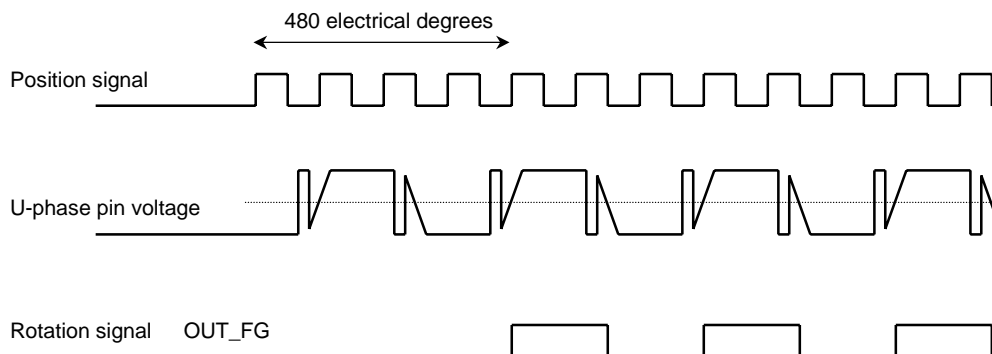 480 electrical degrees
Position signal
U-phase pin voltage
Rotation signal OUT_FG